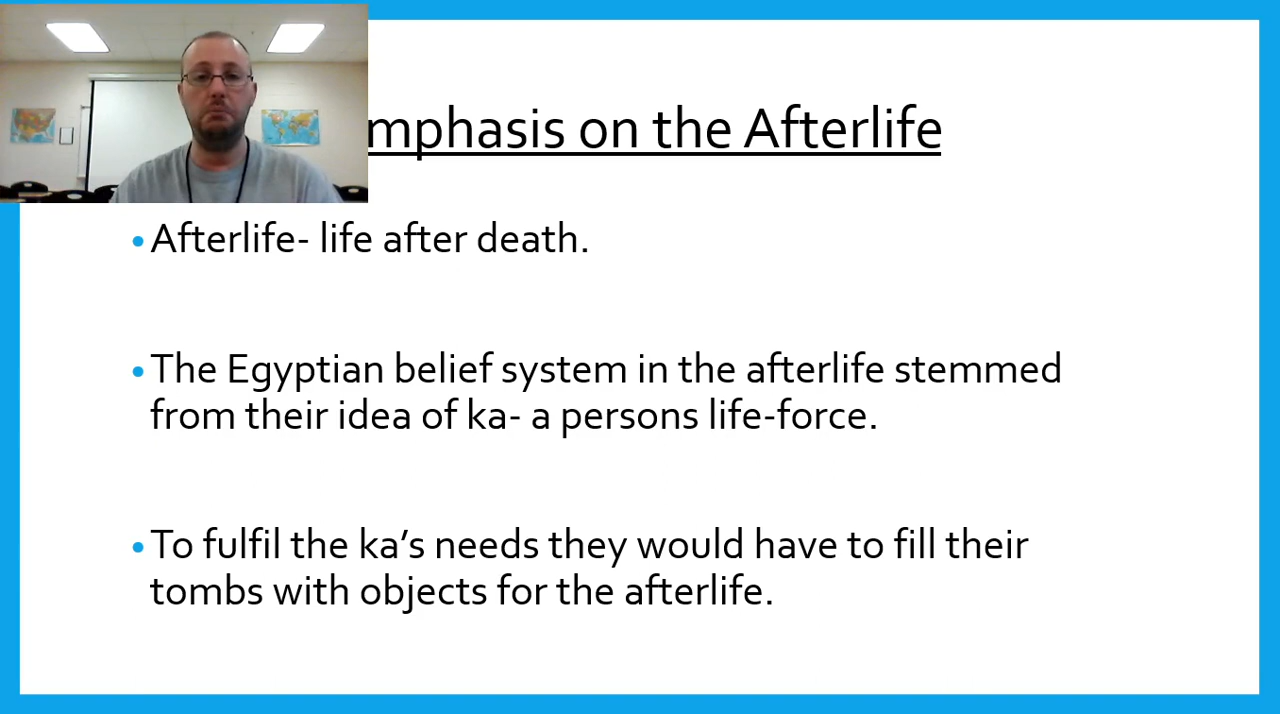 mphasis on the Afterlife
•Afterlife- life after death.
•The Egyptian belief system in the afterlife stemmed
from their idea of ka- a persons life-force.
•To fulfil the ka’s needs they would have to fill their
tombs with objects for the afterlife.